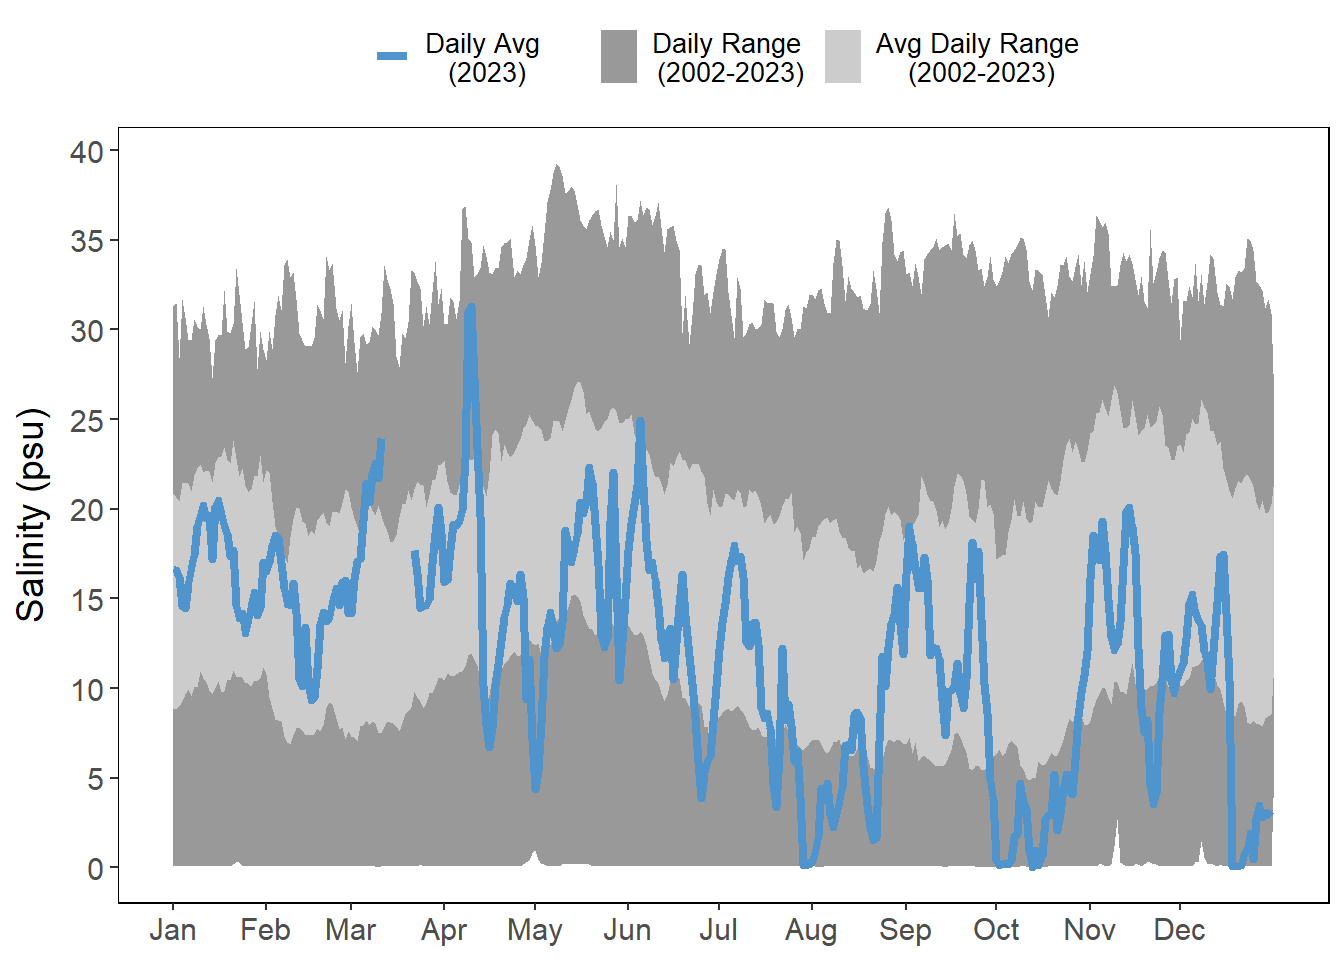 Daily Avg
(2023)
Daily Range
(2002-2023)
Avg Daily Range
(2002-2023)
Salinity (psu)
40
35
30
25
20
15
10
5
0
Jan Feb Mar Apr May Jun Jul Aug Sep Oct Nov Dec